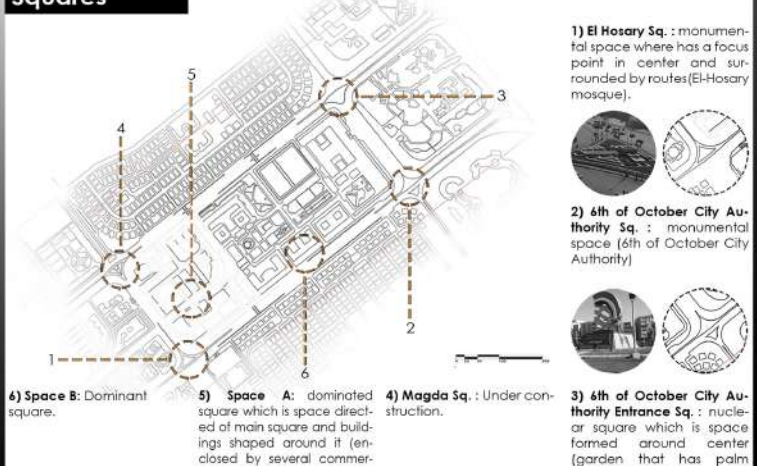 Squares
5
4
3
2
1
6
1) El Hosary Sq. : monumen-
tal space where has a focus
point in center and sur-
rounded by routes(El-Hosary
mosque).
2) 6th of October City Au-
thority Sq. : monumental
space (6th of October City
Authority)
3) 6th of October City Au-
thority Entrance Sq. : nucle-
ar square which is space
formed around center
(garden that has palm
4) Magda Sq. : Under con-
struction.
5) Space A: dominated
square which is space direct-
ed of main square and build-
ings shaped around it (en-
closed by several commer-
6) Space B: Dominant
square.